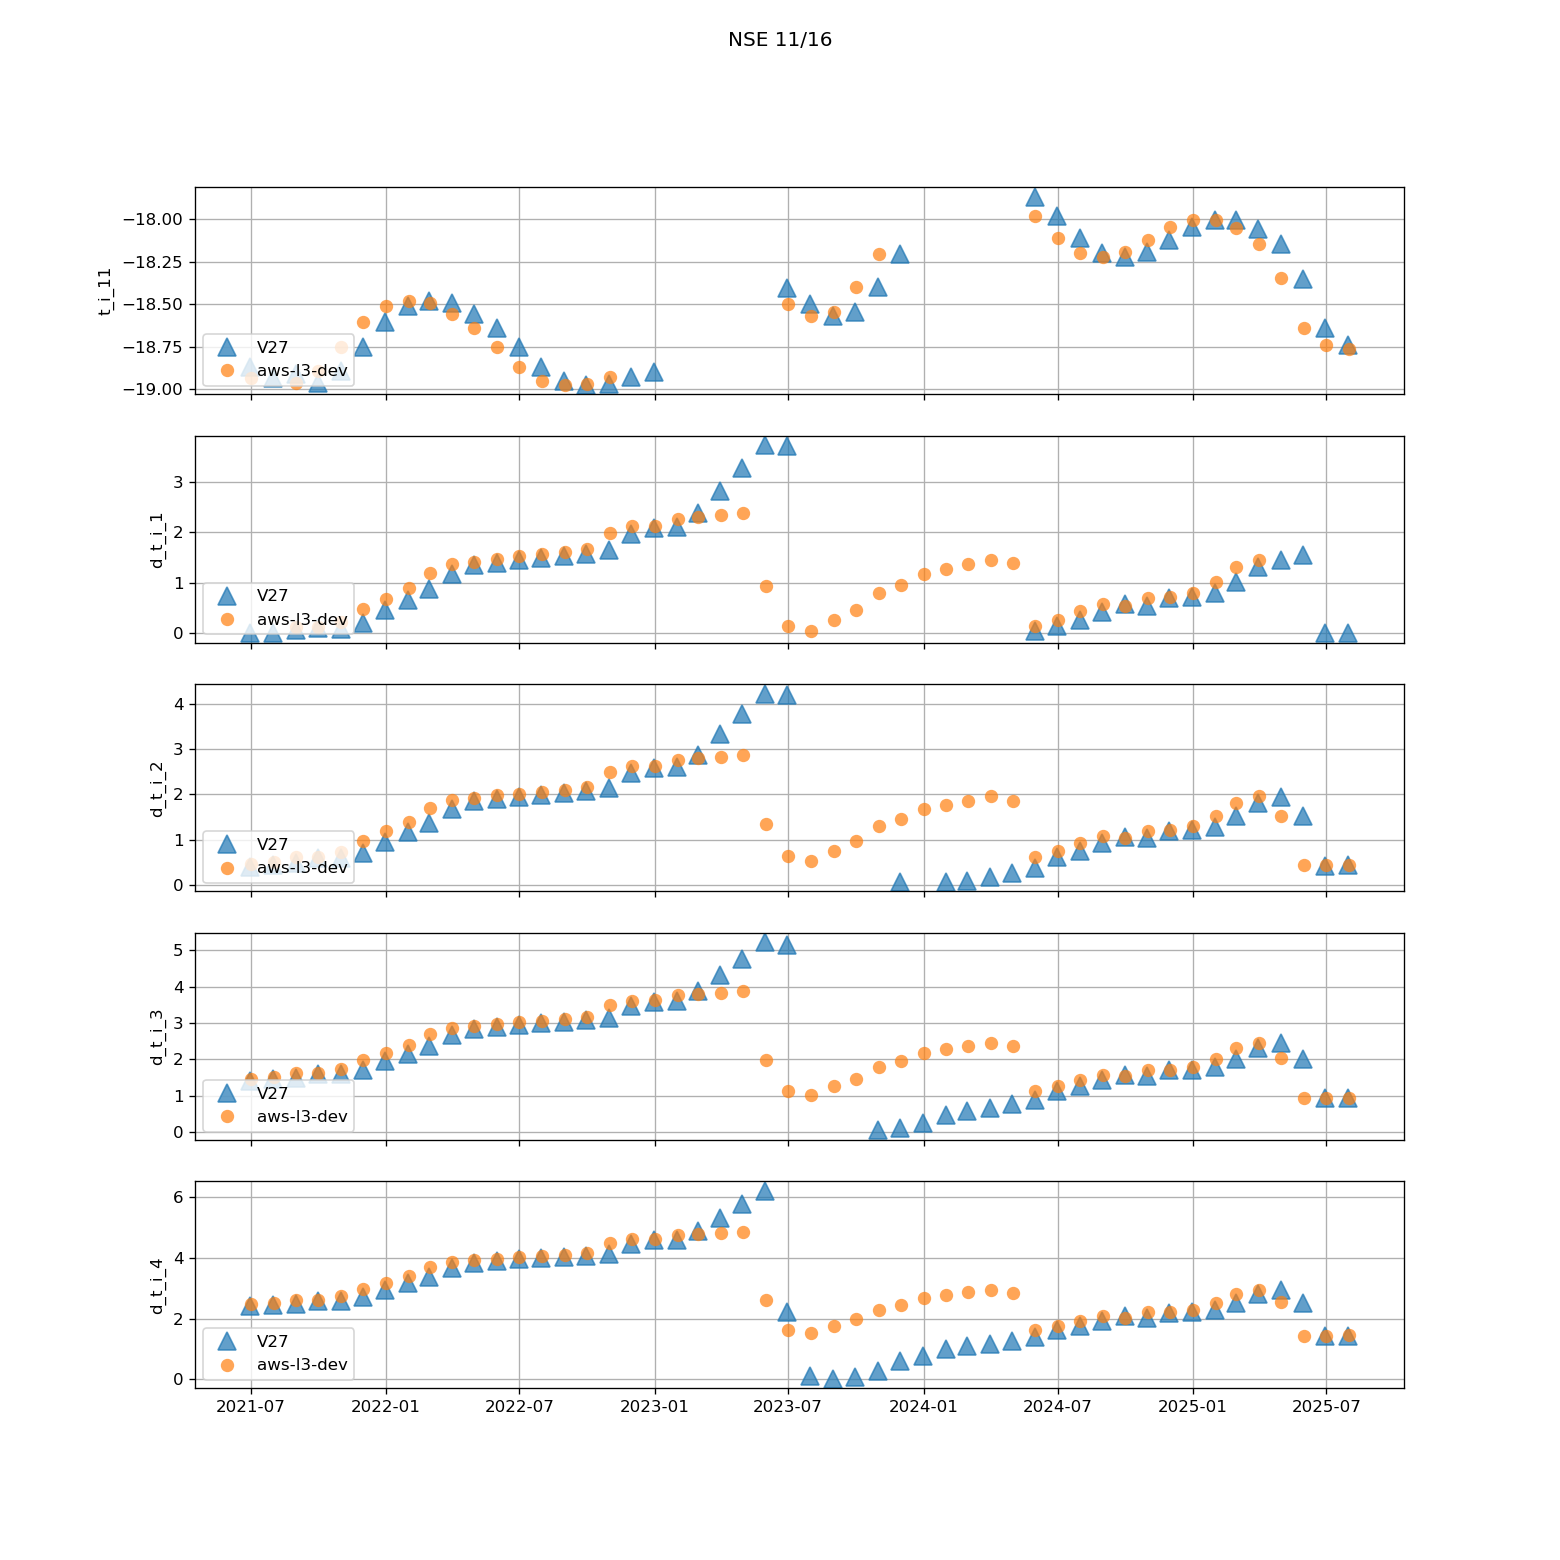 NSE 11/16
t_i_11
−18.00
−18.25
−18.50
−18.75
−19.00
V27
aws-l3-dev
d_t_i_1
3
2
1
0
V27
aws-l3-dev
d_t_i_2
4
3
2
1
0
V27
aws-l3-dev
d_t_i_3
5
4
3
2
1
0
V27
aws-l3-dev
d_t_i_4
6
4
2
0
V27
aws-l3-dev
2021-07 2022-01 2022-07 2023-01 2023-07 2024-01 2024-07 2025-01 2025-07